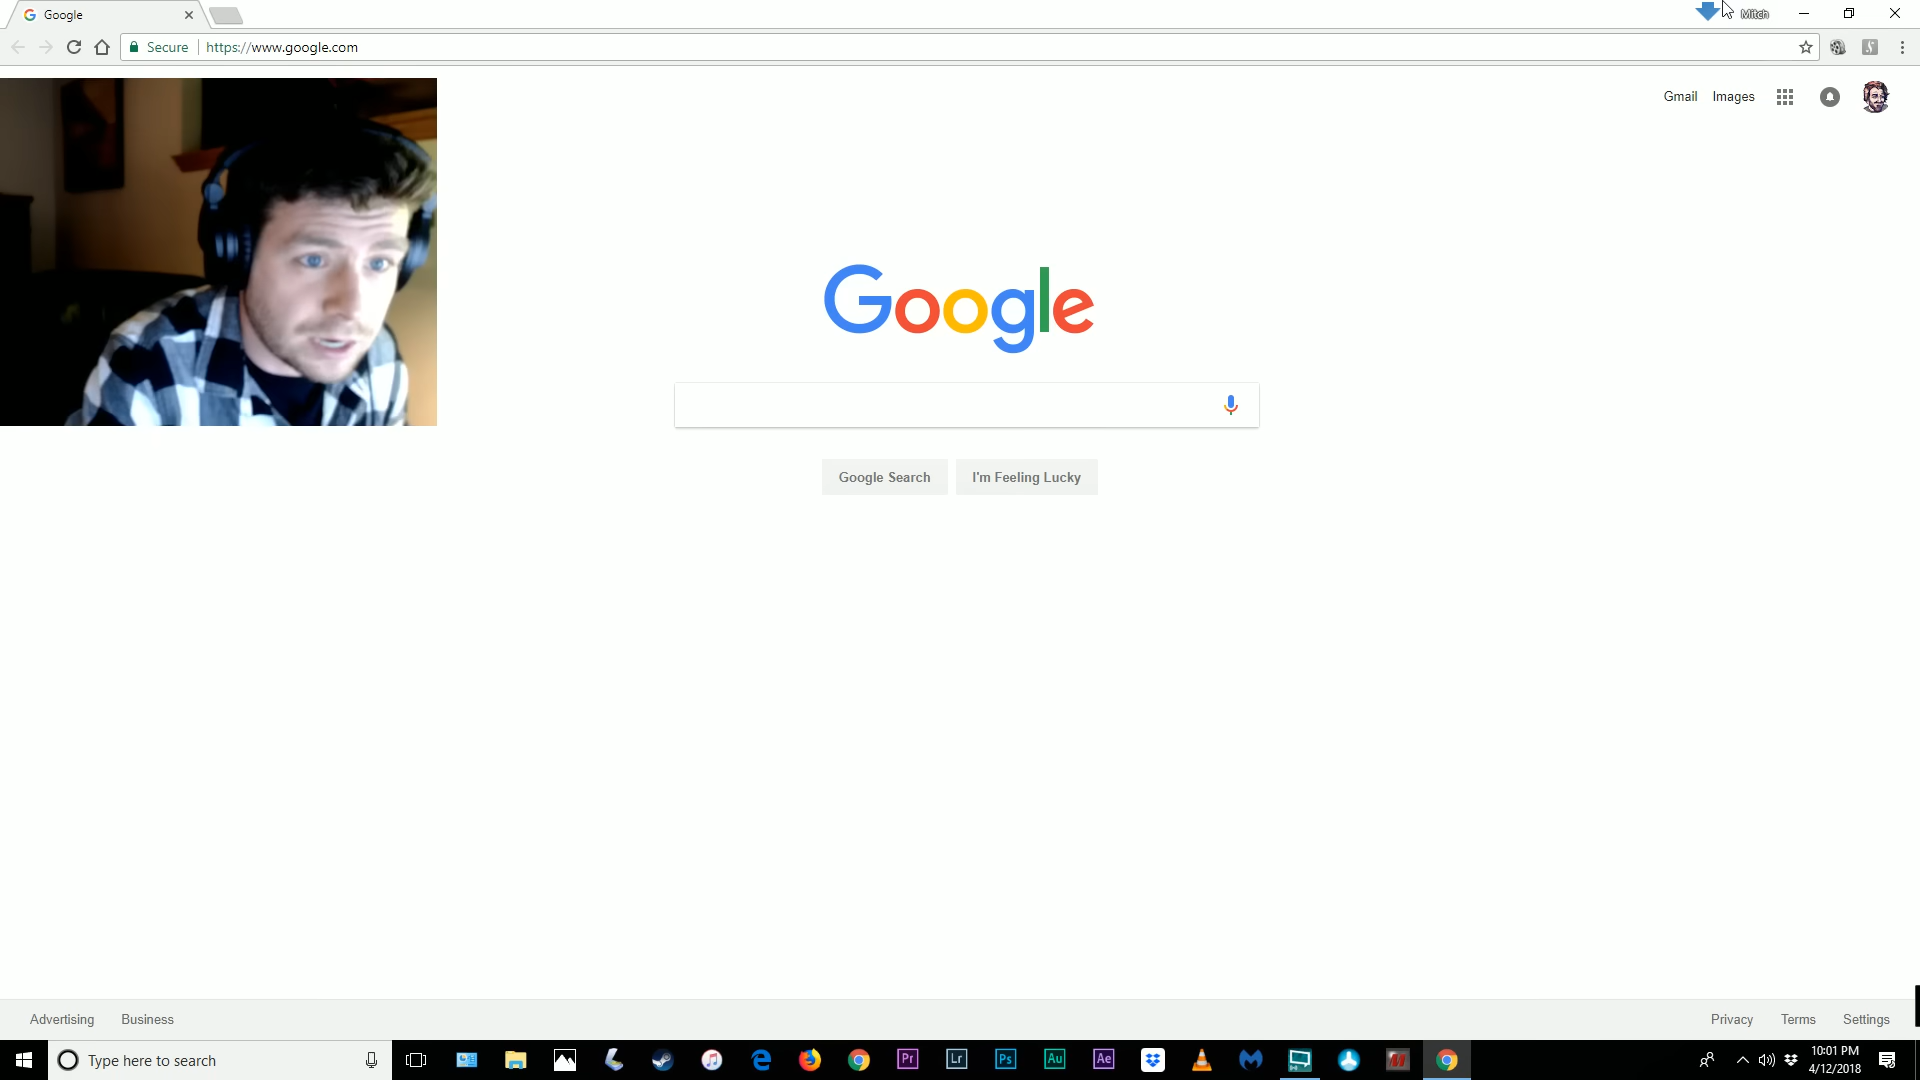 Google
Mitch
Secure
https://www.google.com
Gmail
Images
Google
Google Search
I'm Feeling Lucky
Advertising
Business
Privacy
Terms
Settings
Type here to search
Pr
Lr
Ps
Au
Ae
10:01 PM
4/12/2018